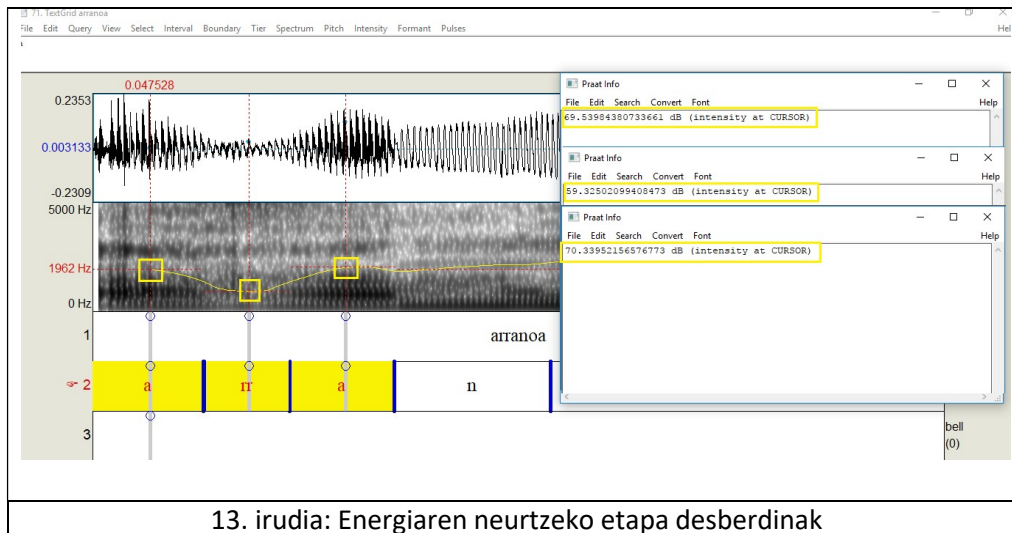 71. TextGrid arranoa
File Edit Query View Select Interval Boundary Tier Spectrum Pitch Intensity Formant Pulses Hel
0.047528
0.2353
0.003133
-0.2309
5000 Hz
1962 Hz
0 Hz
Praat Info
File Edit Search Convert Font Help
69.53984380733661 dB (intensity at CURSOR)
Praat Info
File Edit Search Convert Font Help
59.32502099408473 dB (intensity at CURSOR)
Praat Info
File Edit Search Convert Font Help
70.33952156576773 dB (intensity at CURSOR)
1 arranoa
2 a rr a n
3
bell
(0)
13. irudia: Energiaren neurtzeko etapa desberdinak